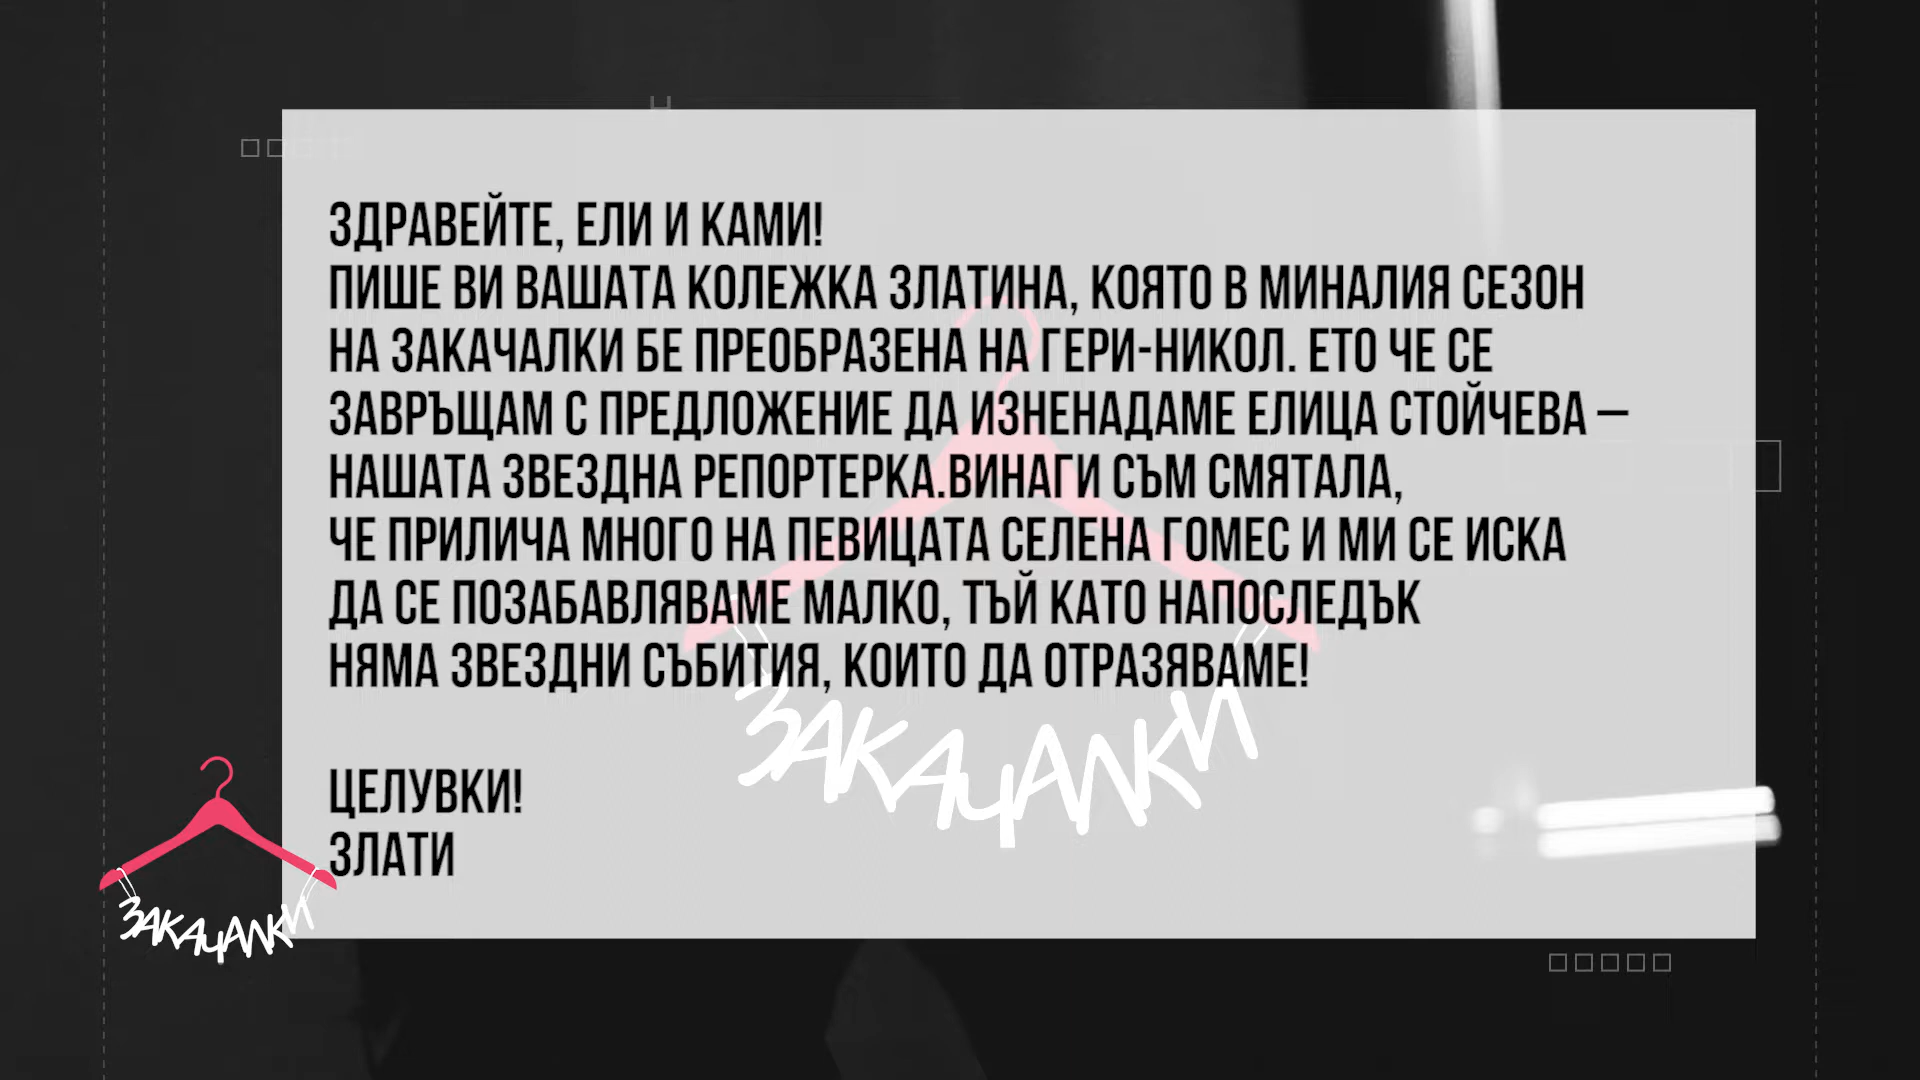 ЗДРАВЕЙТЕ, ЕЛИ И КАМИ!
ПИШЕ ВИ ВАШАТА КОЛЕЖКА ЗЛАТИНА, КОЯТО В МИНАЛИЯ СЕЗОН
НА ЗАКАЧАЛКИ БЕ ПРЕОБРАЗЕНА НА ГЕРИ-НИКОЛ. ЕТО ЧЕ СЕ
ЗАВРЪЩАМ С ПРЕДЛОЖЕНИЕ ДА ИЗНЕНАДАМЕ ЕЛИЦА СТОЙЧЕВА –
НАШАТА ЗВЕЗДНА РЕПОРТЕРКА.ВИНАГИ СЪМ СМЯТАЛА,
ЧЕ ПРИЛИЧА МНОГО НА ПЕВИЦАТА СЕЛЕНА ГОМЕС И МИ СЕ ИСКА
ДА СЕ ПОЗАБАВЛЯВАМЕ МАЛКО, ТЪЙ КАТО НАПОСЛЕДЪК
НЯМА ЗВЕЗДНИ СЪБИТИЯ, КОИТО ДА ОТРАЗЯВАМЕ!
ЗАКАЧАЛКИ
ЦЕЛУВКИ!
ЗЛАТИ
ЗАКАЧАЛКИ